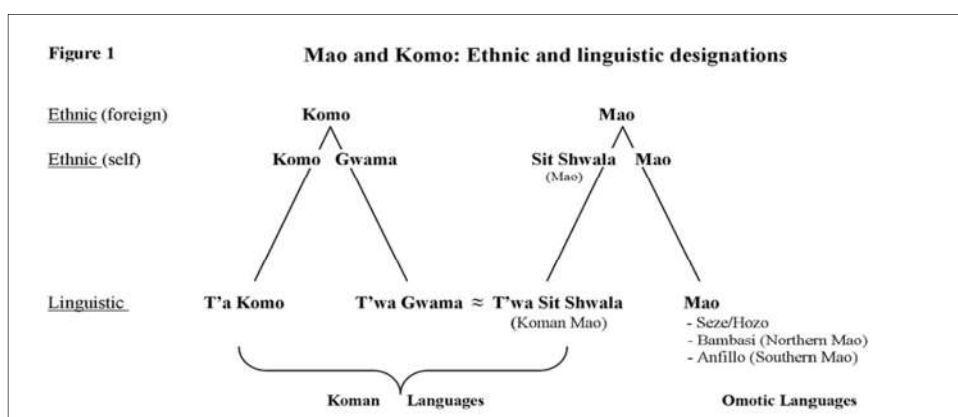 Figure 1 Mao and Komo: Ethnic and linguistic designations
Ethnic (foreign) Komo Mao
Ethnic (self) Komo Gwama Sit Shwala Mao
(Mao)
Linguistic T'a Komo T'wa Gwama ≈ T'wa Sit Shwala Mao
(Koman Mao) - Seze/Hozo
- Bambasi (Northern Mao)
- Anfillo (Southern Mao)
Koman Languages Omotic Languages